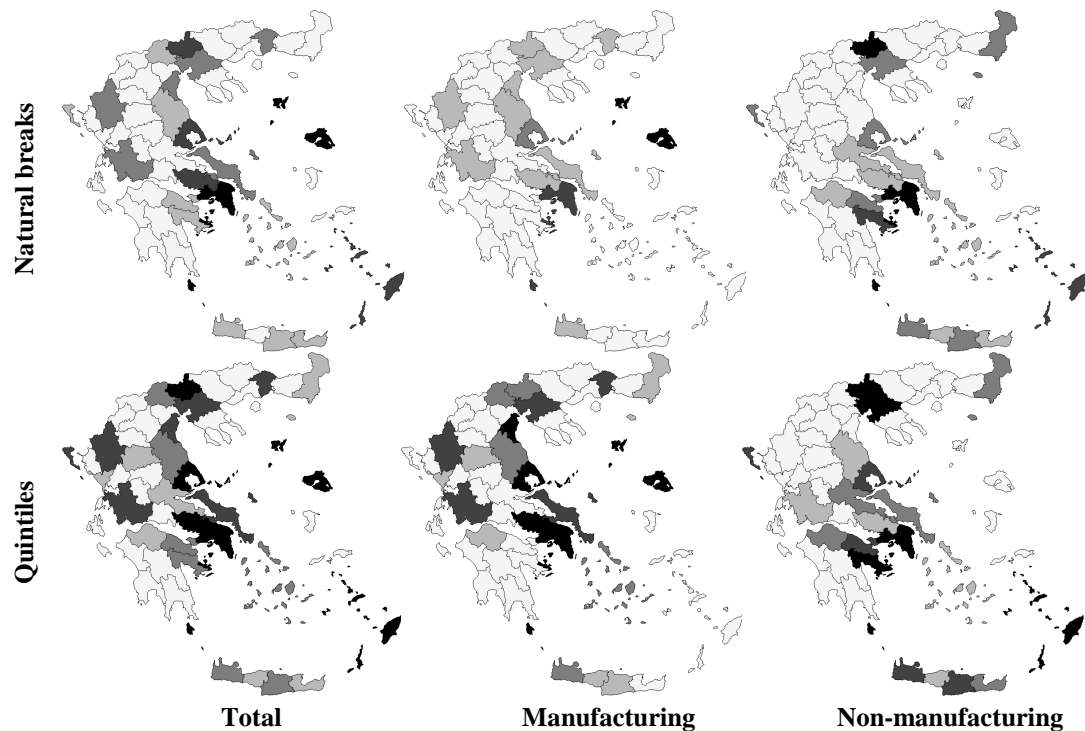 Natural breaks
Quintiles
Total
Manufacturing
Non-manufacturing